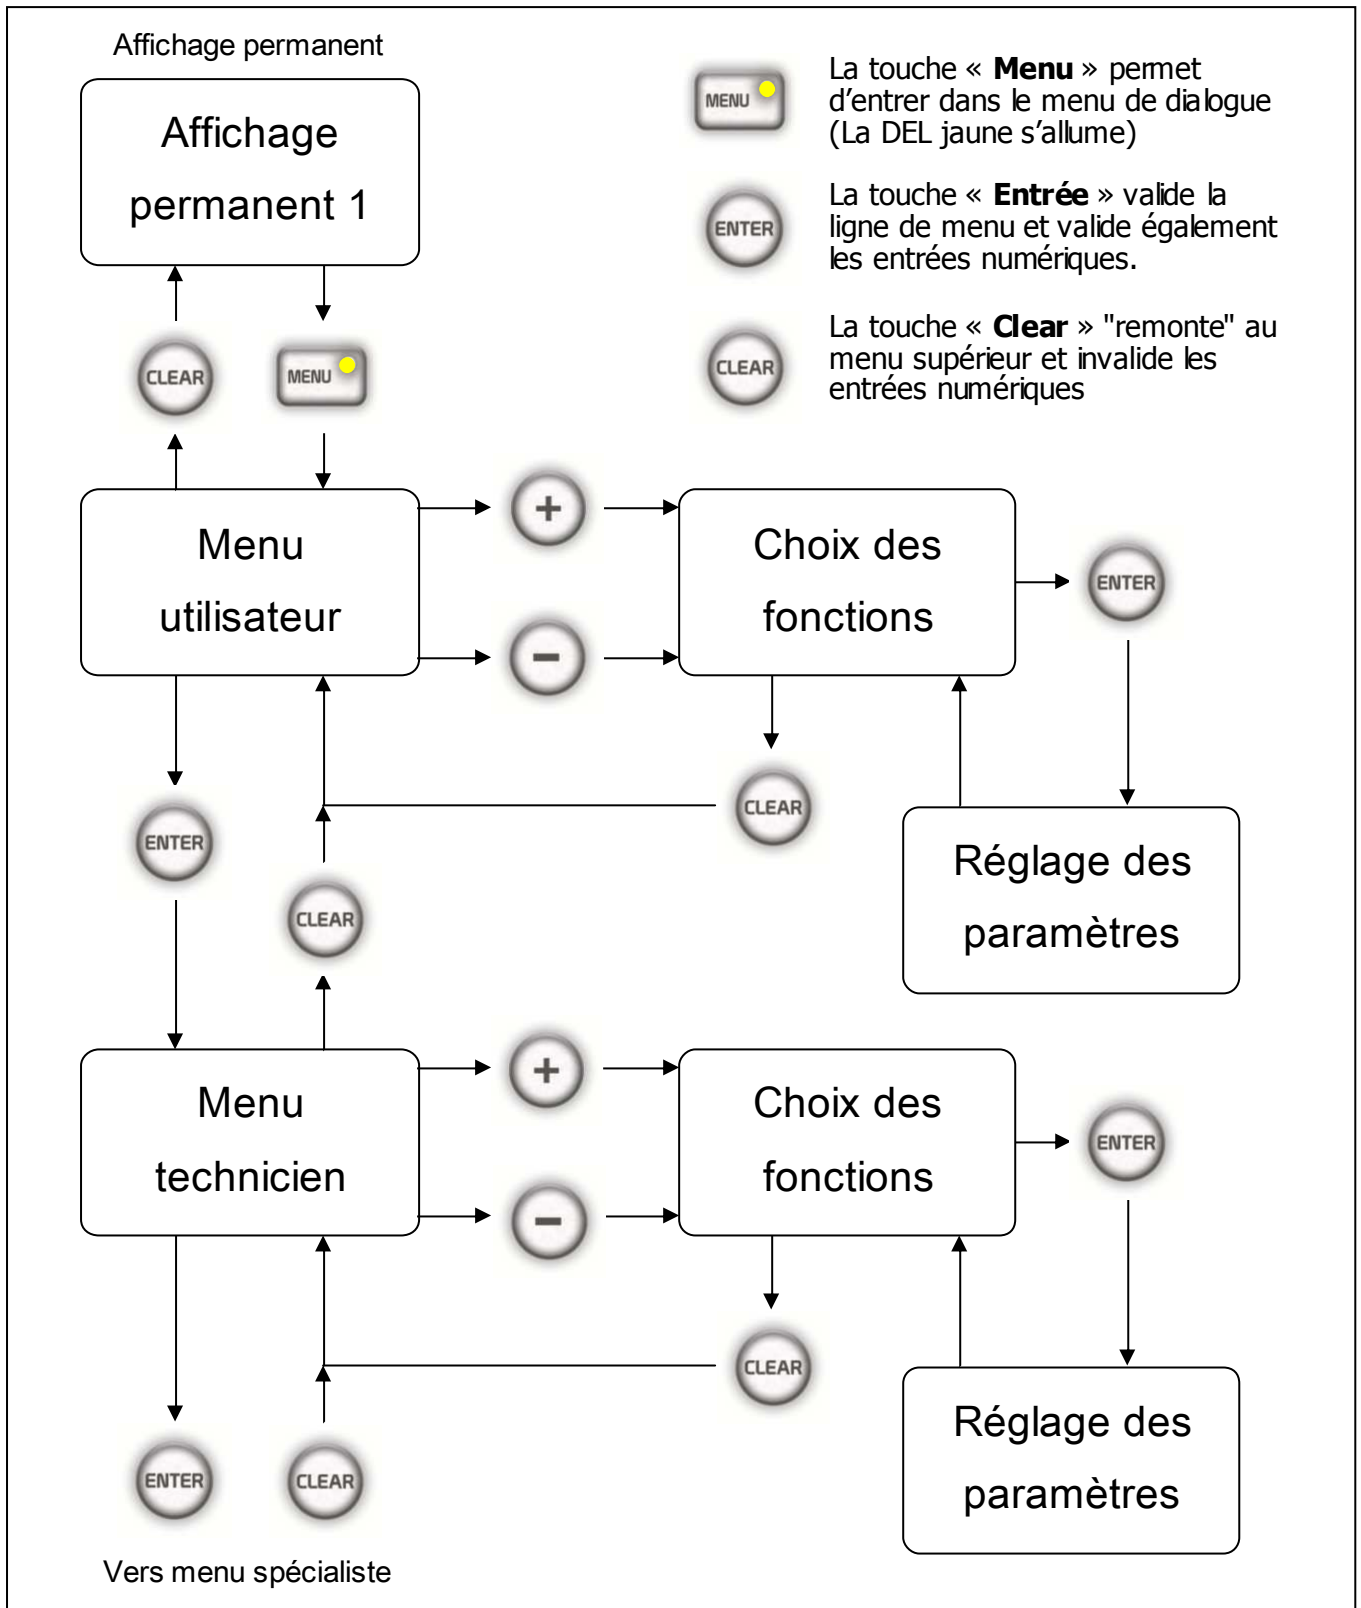 Affichage permanent
Affichage
permanent 1
MENU
La touche « Menu » permet
d'entrer dans le menu de dialogue
(La DEL jaune s'allume)
ENTER
La touche « Entrée » valide la
ligne de menu et valide également
les entrées numériques.
CLEAR
La touche « Clear » "remonte" au
menu supérieur et invalide les
entrées numériques
CLEAR
MENU
Menu
utilisateur
+
−
Choix des
fonctions
ENTER
CLEAR
Réglage des
paramètres
ENTER
CLEAR
Menu
technicien
+
−
Choix des
fonctions
ENTER
CLEAR
Réglage des
paramètres
ENTER
CLEAR
Vers menu spécialiste